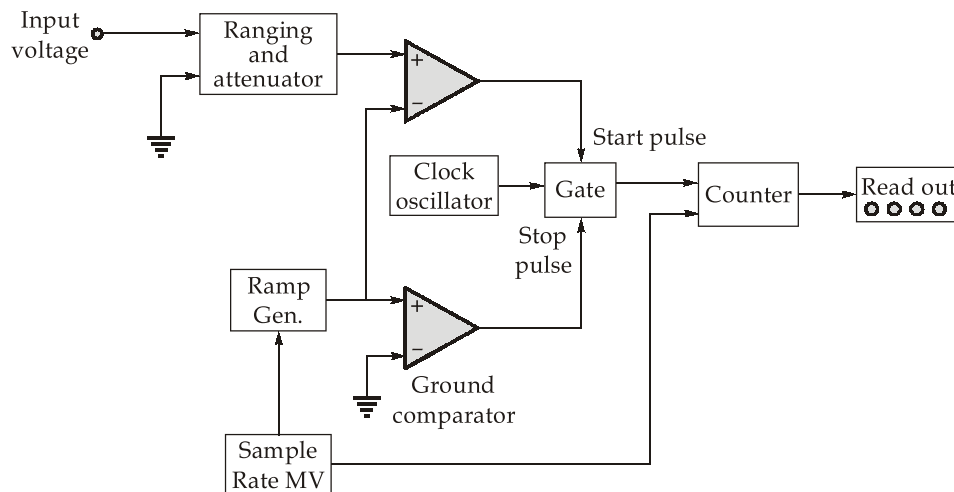 Input
voltage
Ranging
and
attenuator
+
−
Start pulse
Clock
oscillator
Gate
Counter
Read out
Stop
pulse
Ramp
Gen.
+
−
Ground
comparator
Sample
Rate MV